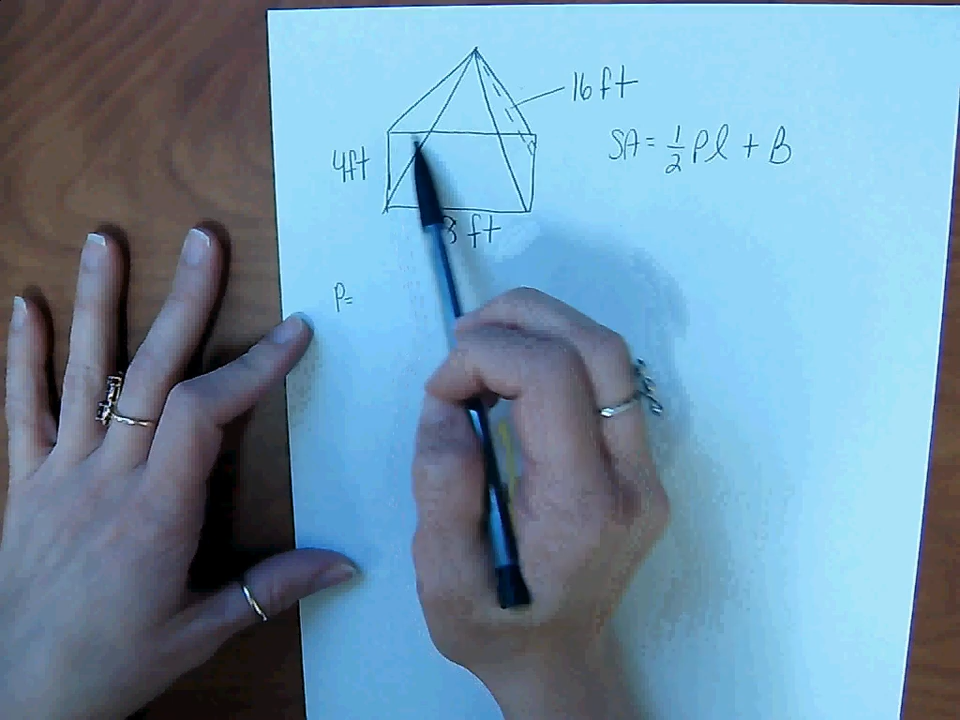 16 ft
SA = 1/2 Pl + B
4ft
8 ft
P=